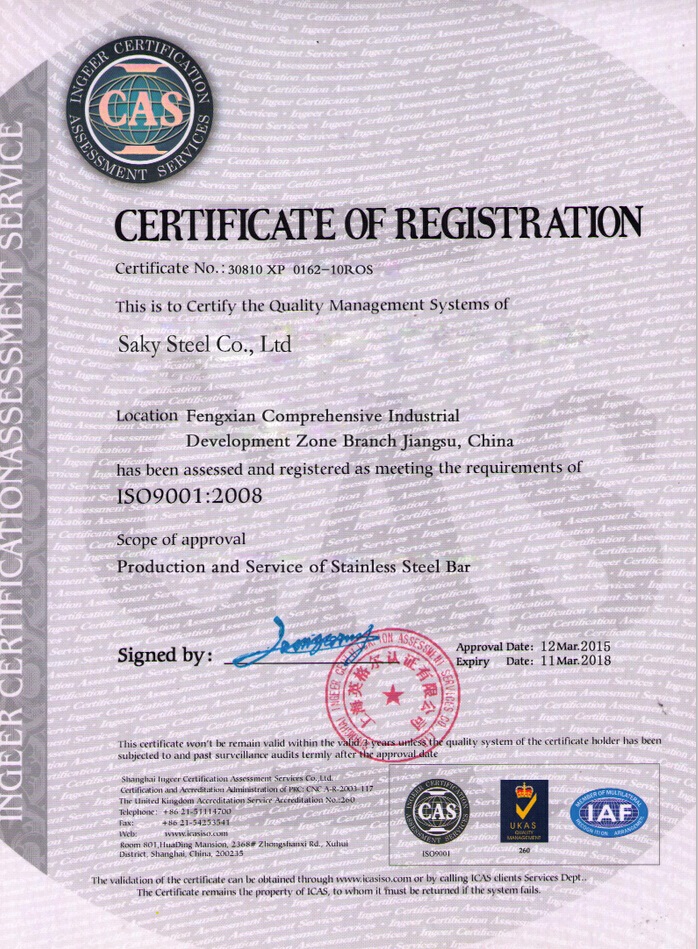 INGEER CERTIFICATION
CAS
ASSESSMENT SERVICES
INGEER CERTIFICATIONASSESSMENT SERVICE
CERTIFICATE OF REGISTRATION
Certificate No.: 30810 XP 0162-10ROS
This is to Certify the Quality Management Systems of
Saky Steel Co., Ltd
Location Fengxian Comprehensive Industrial
Development Zone Branch Jiangsu, China
has been assessed and registered as meeting the requirements of
ISO9001:2008
Scope of approval
Production and Service of Stainless Steel Bar
Signed by:
上海英格尔认证有限公司
Approval Date: 12Mar.2015
Expiry Date: 11Mar.2018
This certificate won't be remain valid within the valid 3 years unless the quality system of the certificate holder has been
subjected to and past surveillance audits termly after the approval date
Shanghai Ingeer Certification Assessment Services Co.,Ltd.
Certification and Accreditation Administration of PRC: CNC A-R-2003-117
The United Kingdom Accreditation Service Accreditation No.:260
Telephone: +86 21-51114700
Fax: +86 21-54253541
Web: www.icasiso.com
Room 801,HuaDing Mansion, 2368# Zhongshanxi Rd., Xuhui
District, Shanghai, China, 200235
INGEER CERTIFICATION
CAS
ASSESSMENT SERVICES
ISO9001
UKAS
QUALITY
MANAGEMENT
260
MEMBER OF MULTILATERAL
IAF
RECOGNITION ARRANGEMENT
The validation of the certificate can be obtained through www.icasiso.com or by calling ICAS clients Services Dept..
The Certificate remains the property of ICAS, to whom it must be returned if the system fails.